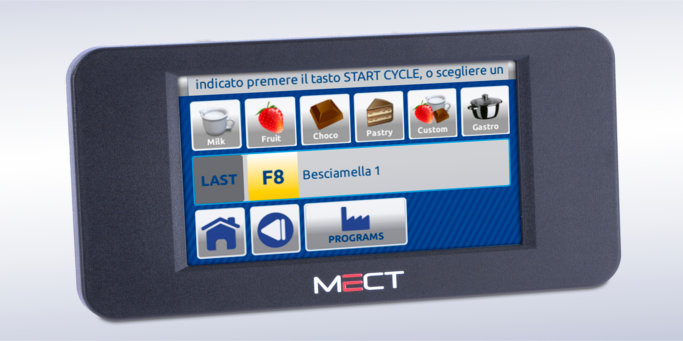 indicato premere il tasto START CYCLE, o scegliere un
Milk Fruit Choco Pastry Custom Gastro
LAST F8 Besciamella 1
PROGRAMS
MECT